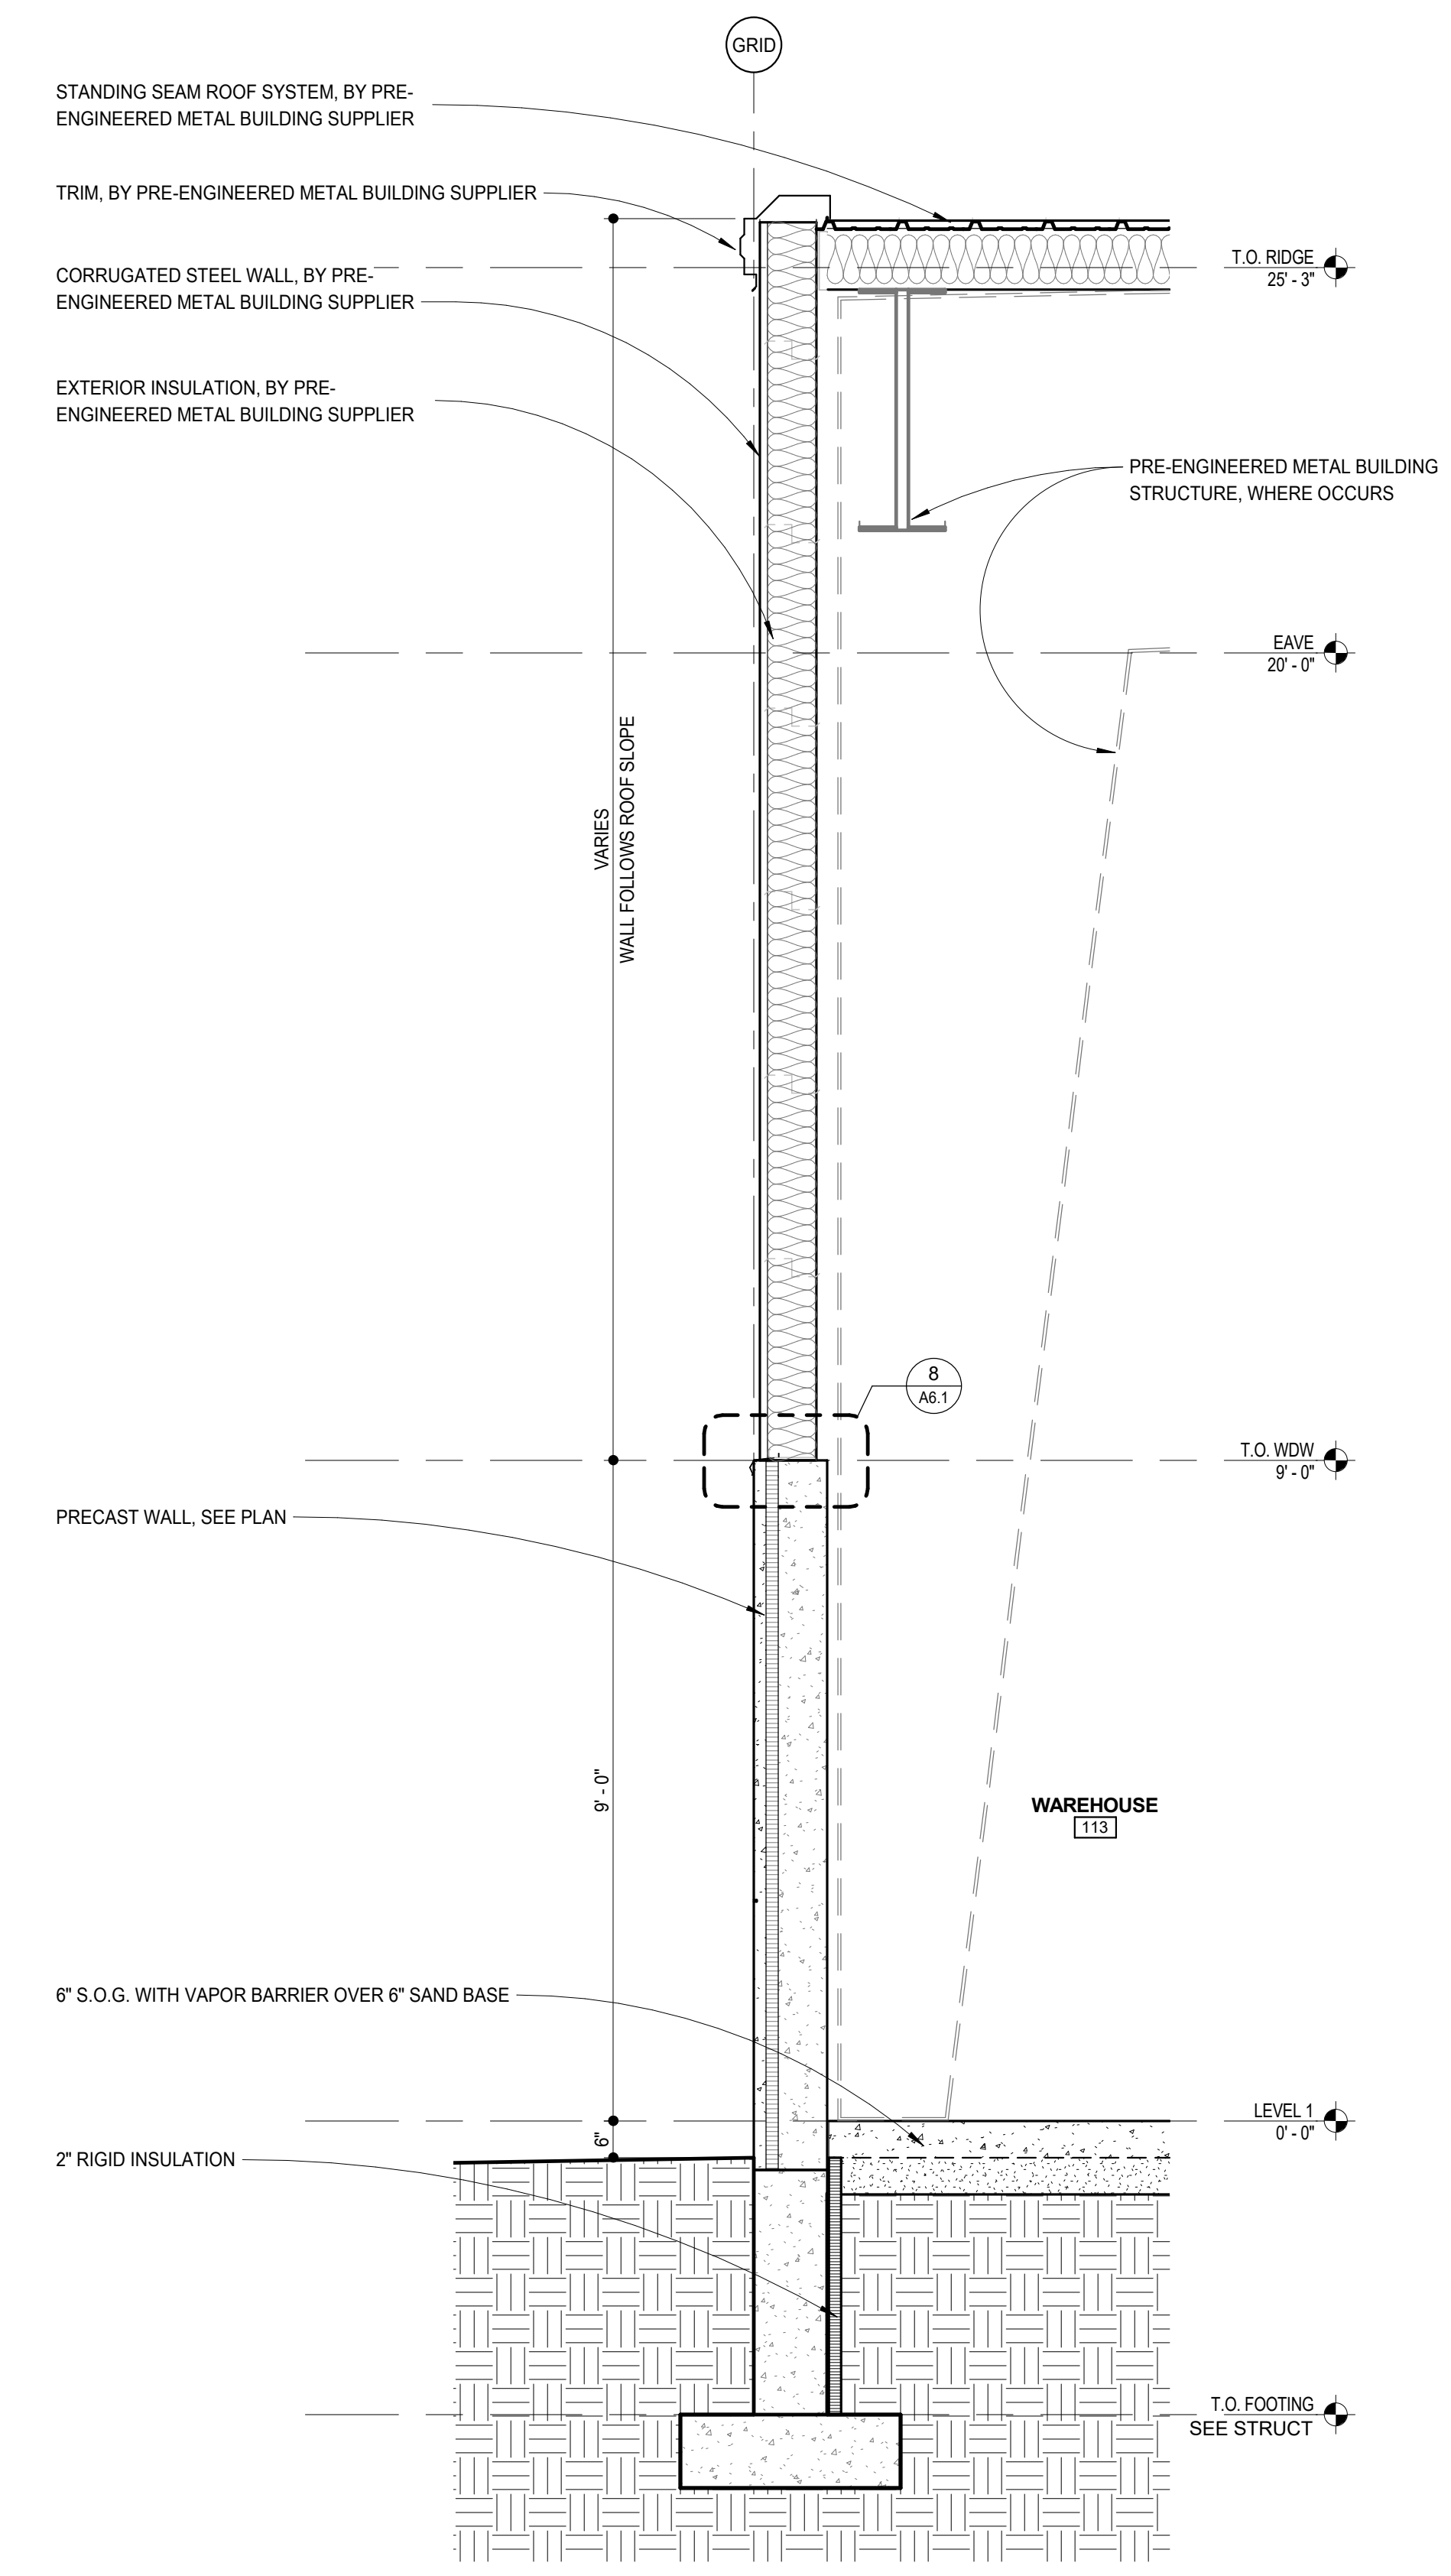 GRID
STANDING SEAM ROOF SYSTEM, BY PRE-
ENGINEERED METAL BUILDING SUPPLIER
TRIM, BY PRE-ENGINEERED METAL BUILDING SUPPLIER
T.O. RIDGE
25' - 3"
CORRUGATED STEEL WALL, BY PRE-
ENGINEERED METAL BUILDING SUPPLIER
EXTERIOR INSULATION, BY PRE-
ENGINEERED METAL BUILDING SUPPLIER
PRE-ENGINEERED METAL BUILDING
STRUCTURE, WHERE OCCURS
EAVE
20' - 0"
VARIES
WALL FOLLOWS ROOF SLOPE
8
A6.1
T.O. WDW
9' - 0"
PRECAST WALL, SEE PLAN
9' - 0"
WAREHOUSE
113
6" S.O.G. WITH VAPOR BARRIER OVER 6" SAND BASE
LEVEL 1
0' - 0"
6"
2" RIGID INSULATION
T.O. FOOTING
SEE STRUCT